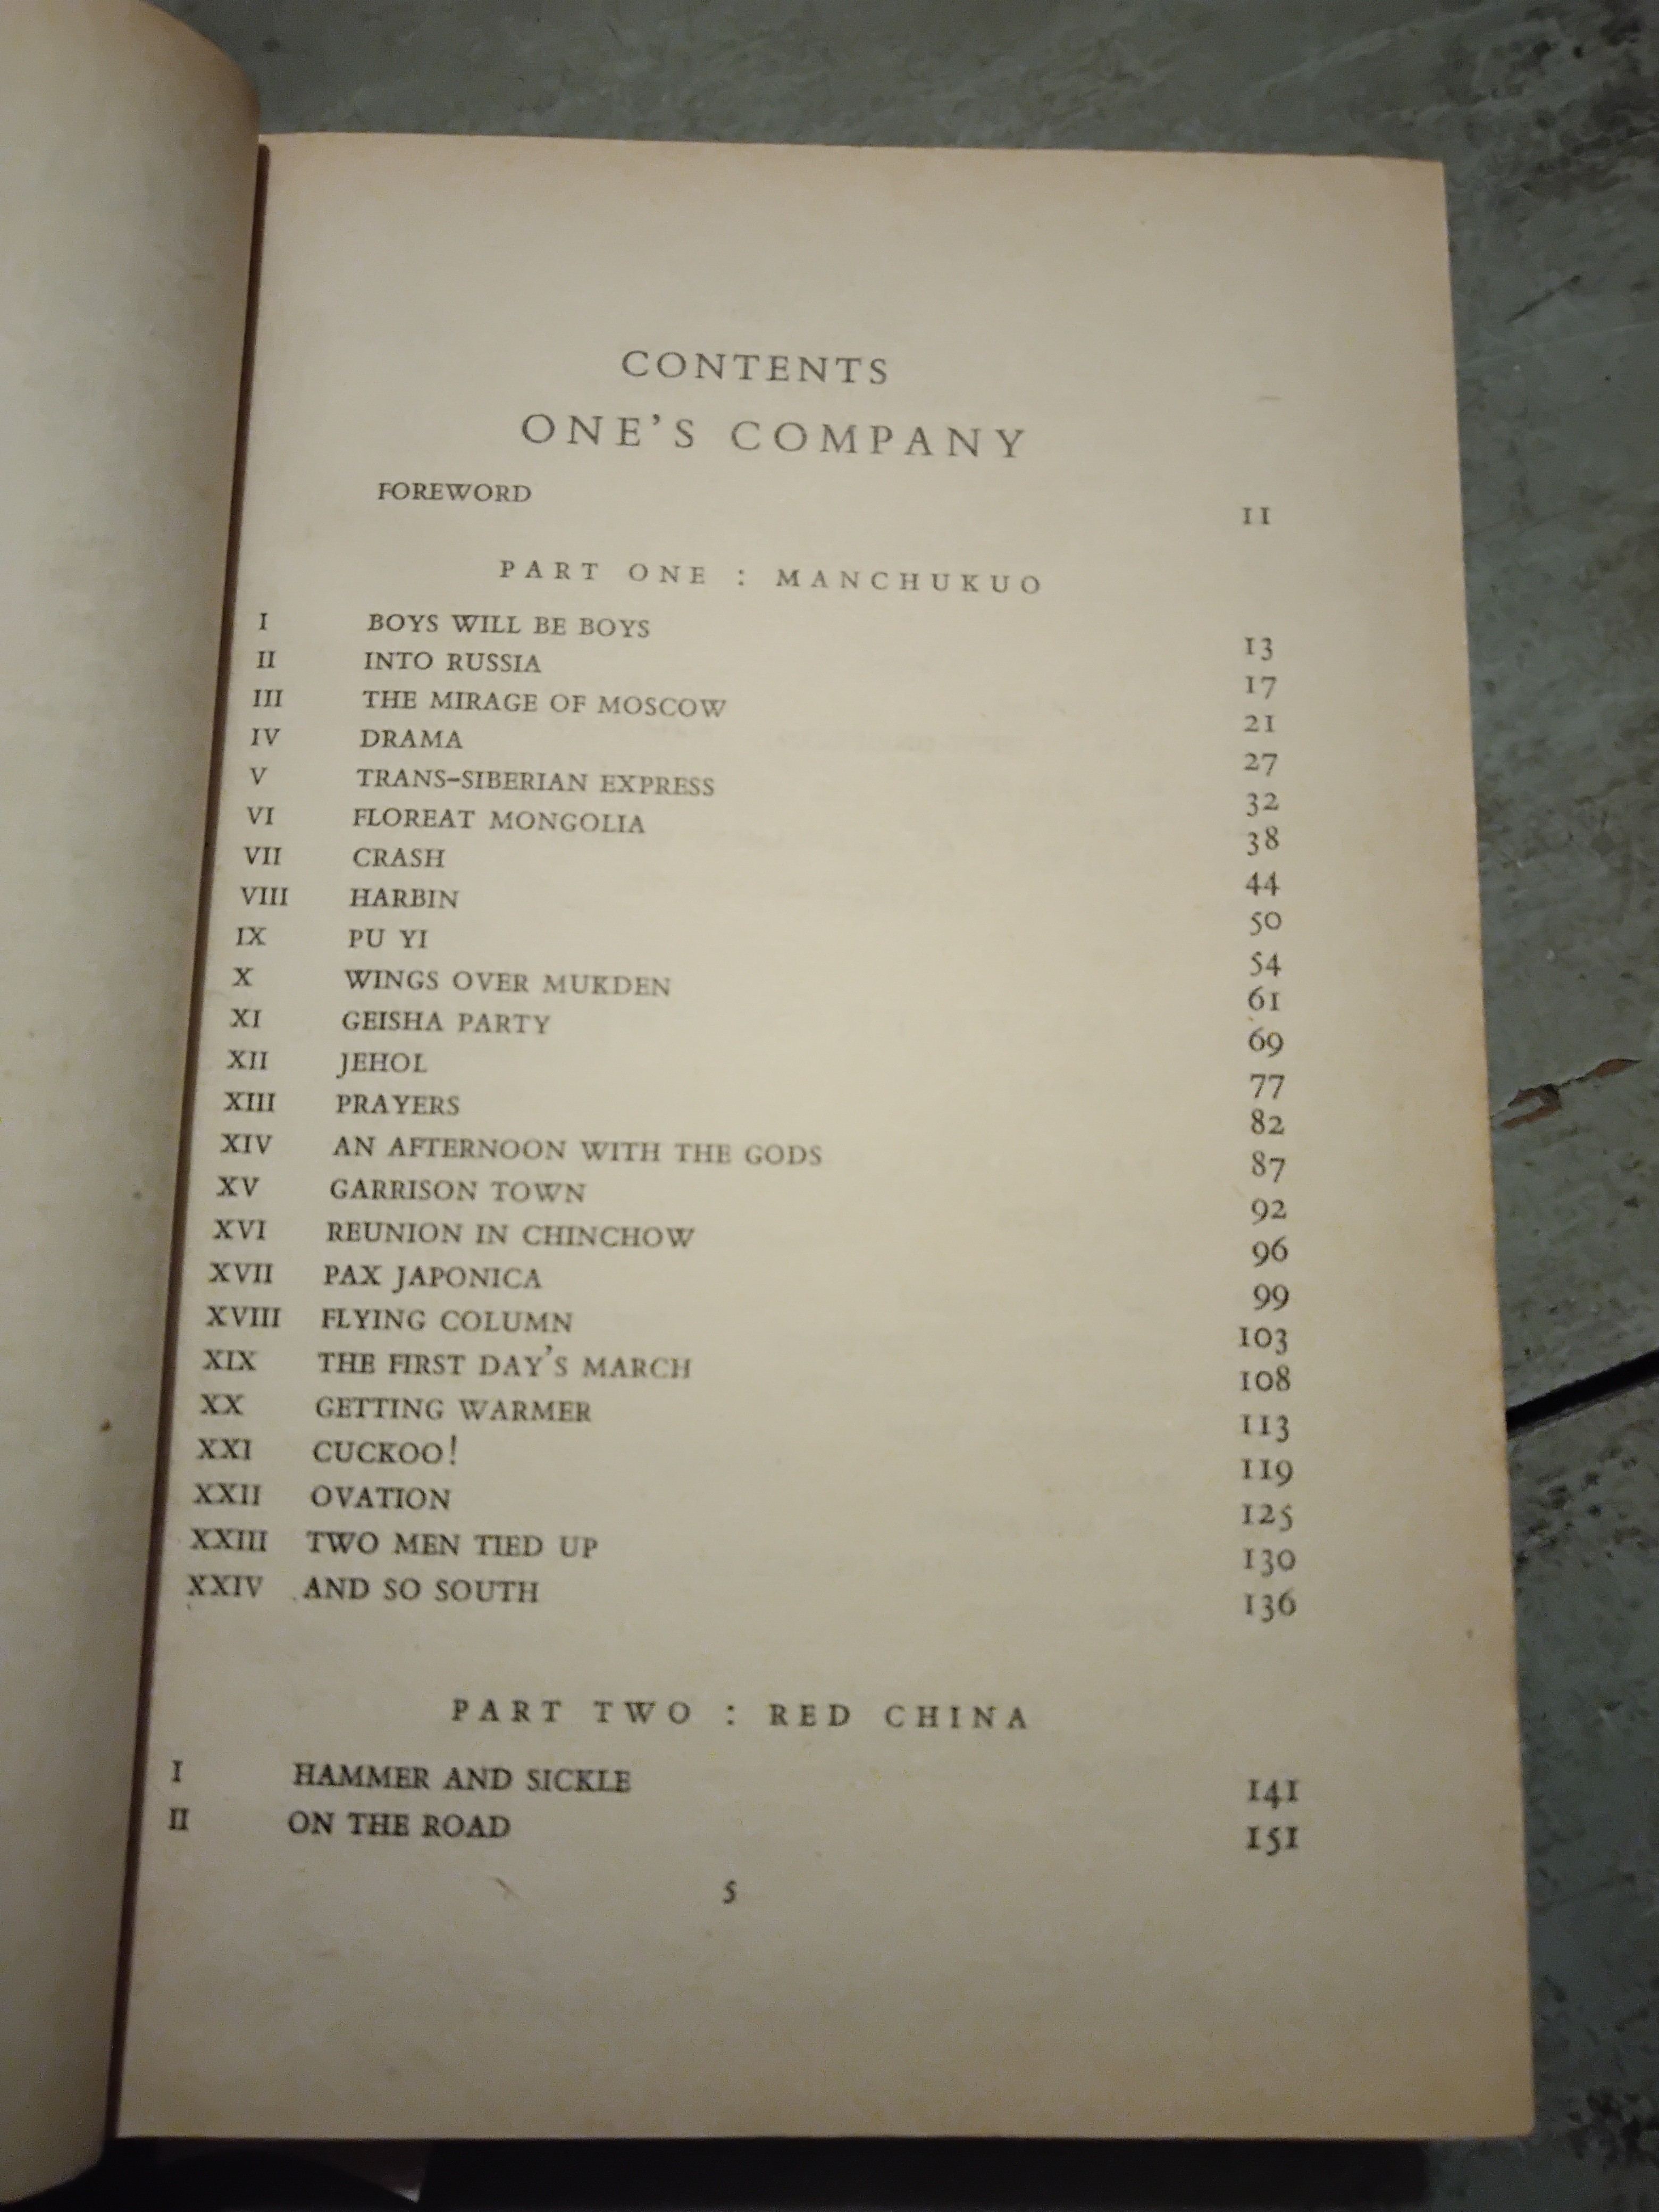 CONTENTS
ONE'S COMPANY
FOREWORD 11
PART ONE : MANCHUKUO
I BOYS WILL BE BOYS 13
II INTO RUSSIA 17
III THE MIRAGE OF MOSCOW 21
IV DRAMA 27
V TRANS-SIBERIAN EXPRESS 32
VI FLOREAT MONGOLIA 38
VII CRASH 44
VIII HARBIN 50
IX PU YI 54
X WINGS OVER MUKDEN 61
XI GEISHA PARTY 69
XII JEHOL 77
XIII PRAYERS 82
XIV AN AFTERNOON WITH THE GODS 87
XV GARRISON TOWN 92
XVI REUNION IN CHINCHOW 96
XVII PAX JAPONICA 99
XVIII FLYING COLUMN 103
XIX THE FIRST DAY'S MARCH 108
XX GETTING WARMER 113
XXI CUCKOO! 119
XXII OVATION 125
XXIII TWO MEN TIED UP 130
XXIV AND SO SOUTH 136
PART TWO : RED CHINA
I HAMMER AND SICKLE 141
II ON THE ROAD 151
5